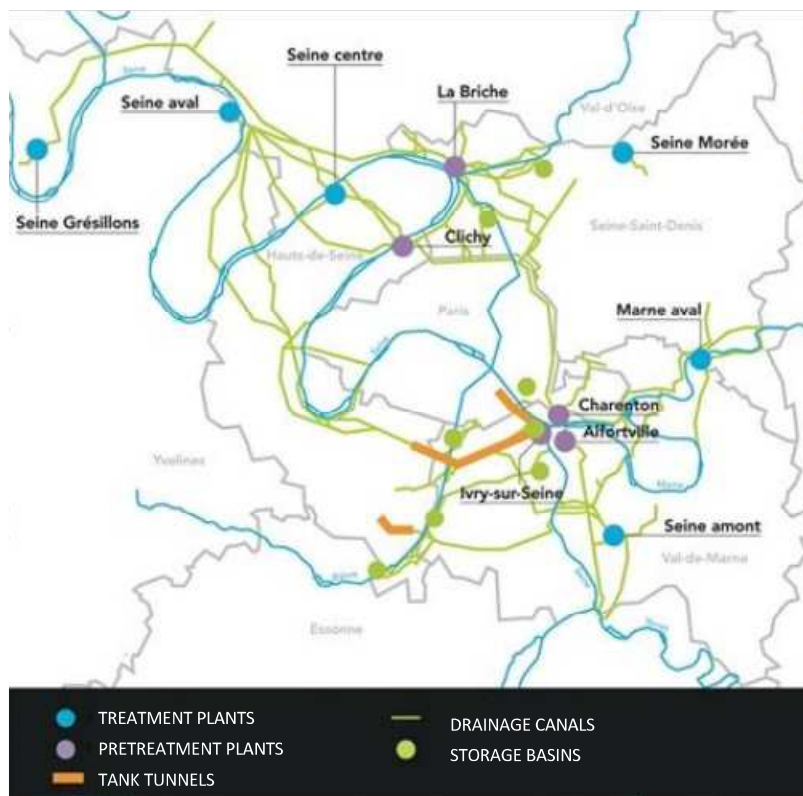 Seine centre
La Briche
Seine aval
Val-d'Oise
Seine Morée
Seine Grésillons
Clichy
Seine-Saint-Denis
Hauts-de-Seine
Paris
Marne aval
Seine
Charenton
Alfortville
Yvelines
Marne
Ivry-sur-Seine
Seine amont
Val-de-Marne
Essonne
TREATMENT PLANTS
PRETREATMENT PLANTS
TANK TUNNELS
DRAINAGE CANALS
STORAGE BASINS